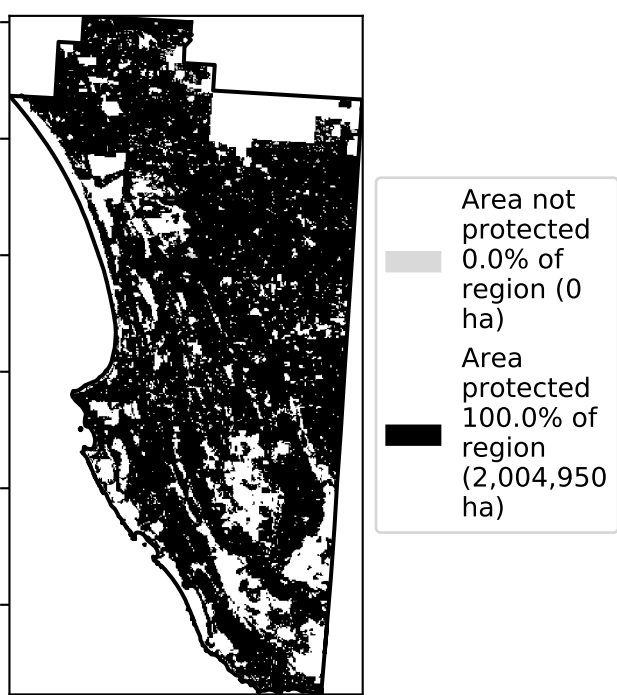 Area not
protected
0.0% of
region (0
ha)
Area
protected
100.0% of
region
(2,004,950
ha)